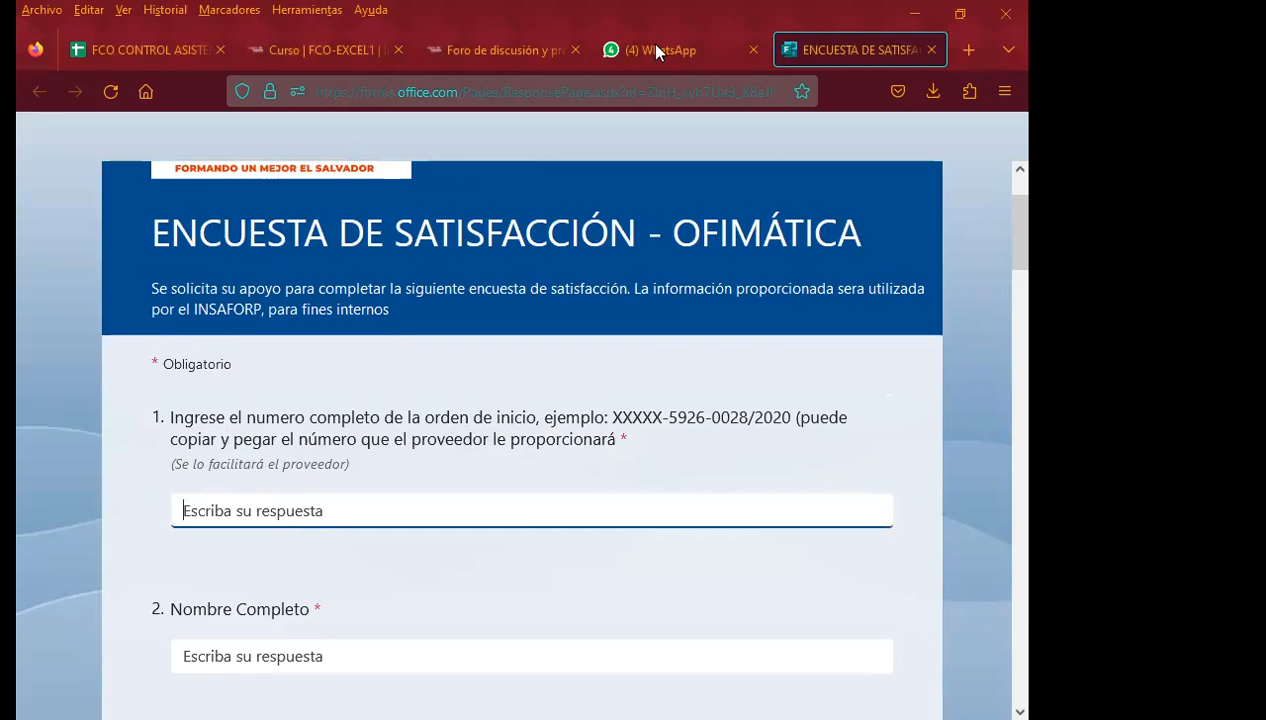 Archivo Editar Ver Historial Marcadores Herramientas Ayuda
FCO CONTROL ASISTE
Curso | FCO-EXCEL1 |
Foro de discusión y pr
(4) WhatsApp
ENCUESTA DE SATISFA
FORMANDO UN MEJOR EL SALVADOR
ENCUESTA DE SATISFACCIÓN - OFIMÁTICA
Se solicita su apoyo para completar la siguiente encuesta de satisfacción. La información proporcionada sera utilizada
por el INSAFORP, para fines internos
* Obligatorio
1. Ingrese el numero completo de la orden de inicio, ejemplo: XXXXX-5926-0028/2020 (puede
copiar y pegar el número que el proveedor le proporcionará *
(Se lo facilitará el proveedor)
Escriba su respuesta
2. Nombre Completo *
Escriba su respuesta